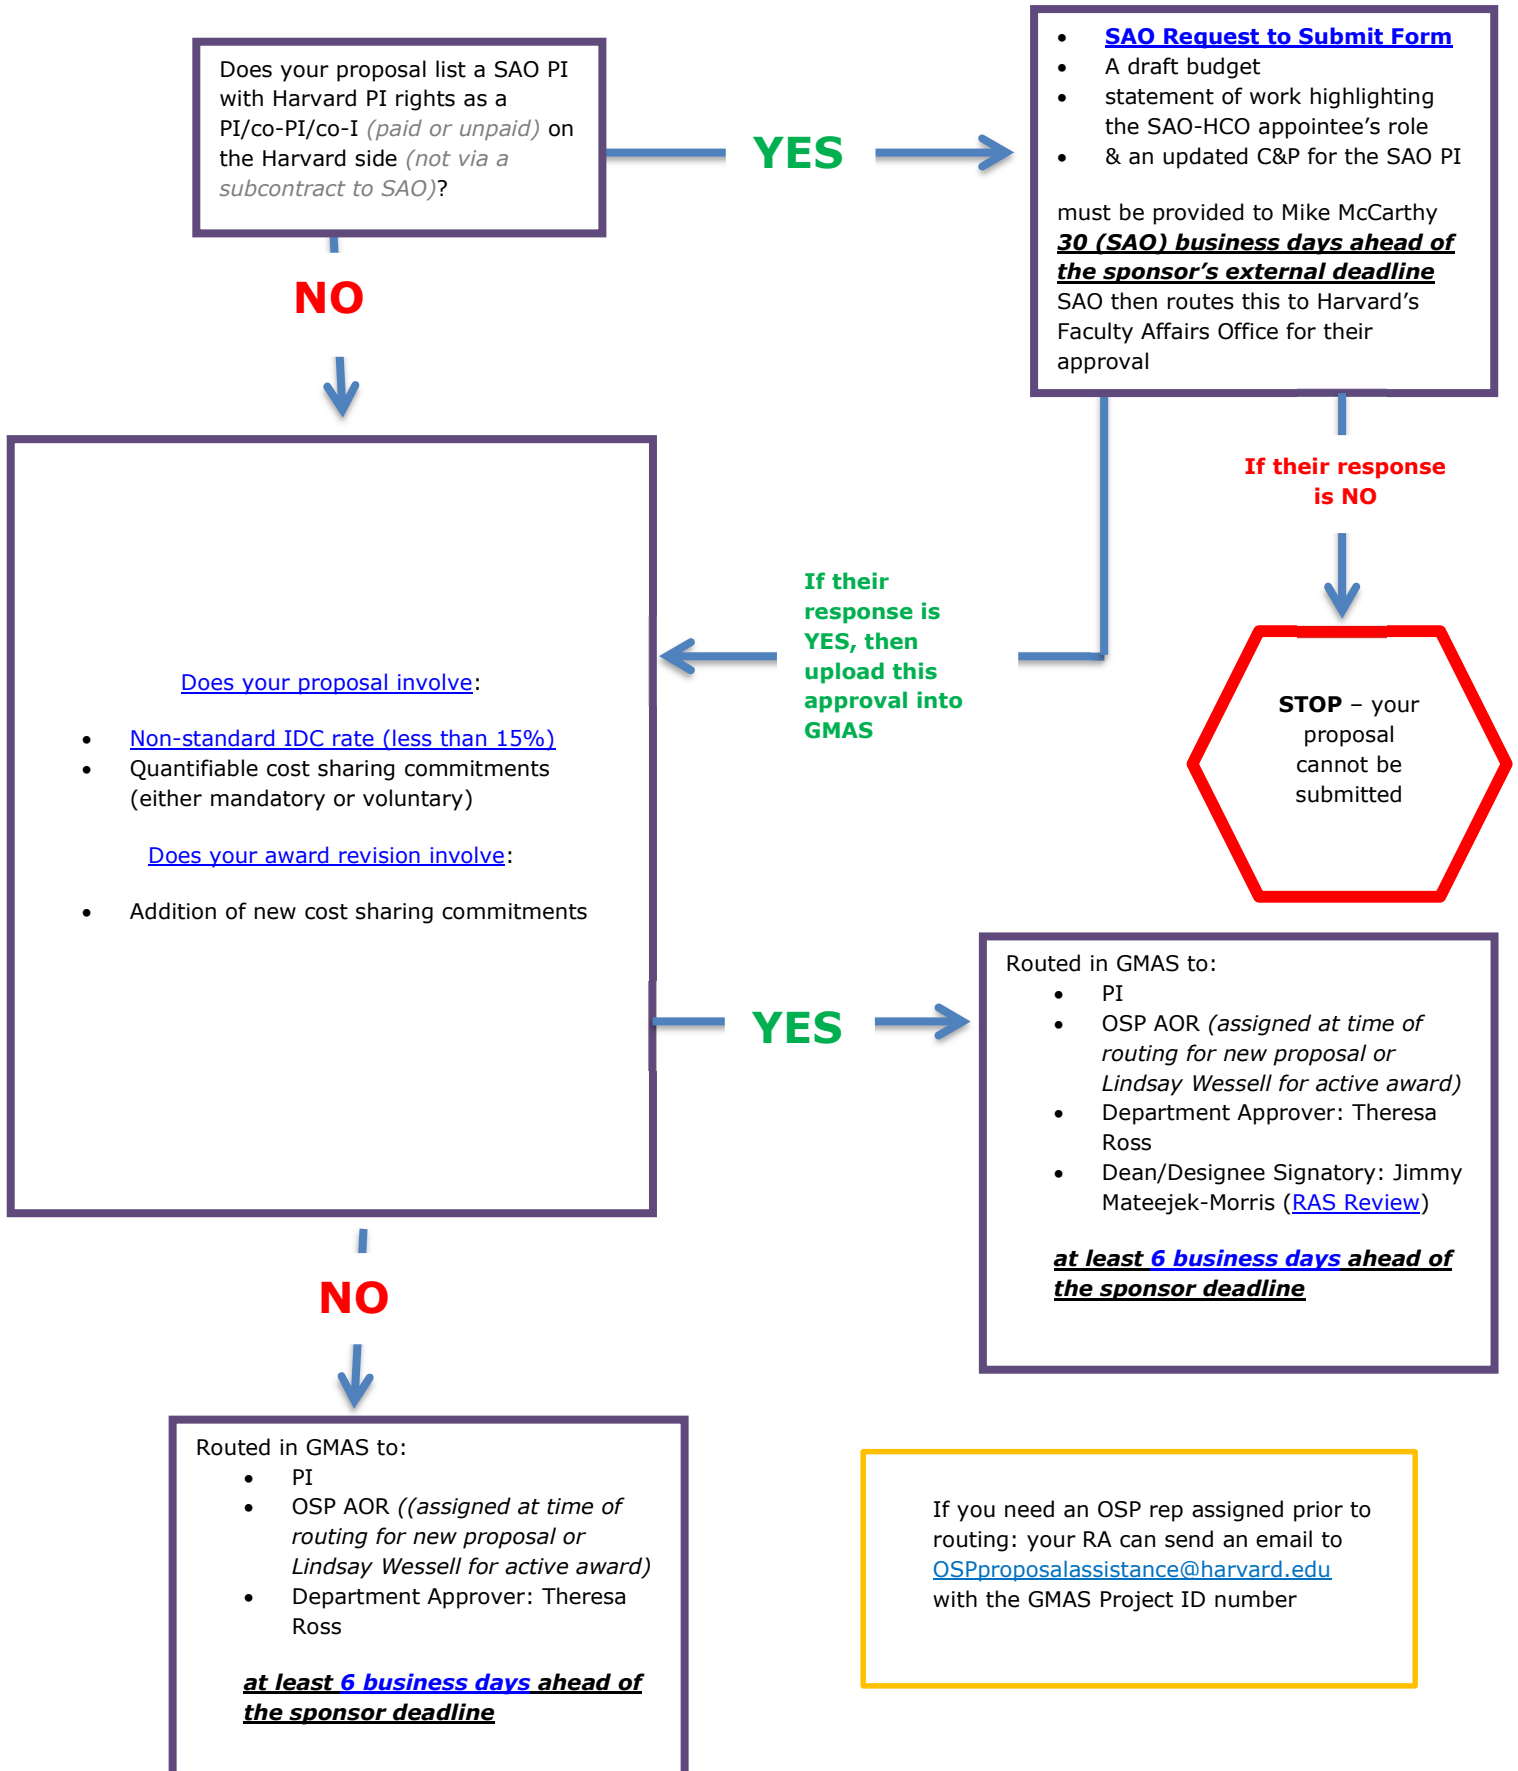 Does your proposal list a SAO PI
with Harvard PI rights as a
PI/co-PI/co-I (paid or unpaid) on
the Harvard side (not via a
subcontract to SAO)?
YES
• SAO Request to Submit Form
• A draft budget
• statement of work highlighting
the SAO-HCO appointee’s role
• & an updated C&P for the SAO PI
must be provided to Mike McCarthy
30 (SAO) business days ahead of
the sponsor’s external deadline
SAO then routes this to Harvard’s
Faculty Affairs Office for their
approval
NO
If their response
is NO
If their
response is
YES, then
upload this
approval into
GMAS
STOP – your
proposal
cannot be
submitted
Does your proposal involve:
• Non-standard IDC rate (less than 15%)
• Quantifiable cost sharing commitments
(either mandatory or voluntary)
Does your award revision involve:
• Addition of new cost sharing commitments
YES
Routed in GMAS to:
• PI
• OSP AOR (assigned at time of
routing for new proposal or
Lindsay Wessell for active award)
• Department Approver: Theresa
Ross
• Dean/Designee Signatory: Jimmy
Mateejek-Morris (RAS Review)
at least 6 business days ahead of
the sponsor deadline
NO
Routed in GMAS to:
• PI
• OSP AOR ((assigned at time of
routing for new proposal or
Lindsay Wessell for active award)
• Department Approver: Theresa
Ross
at least 6 business days ahead of
the sponsor deadline
If you need an OSP rep assigned prior to
routing: your RA can send an email to
OSPproposalassistance@harvard.edu
with the GMAS Project ID number